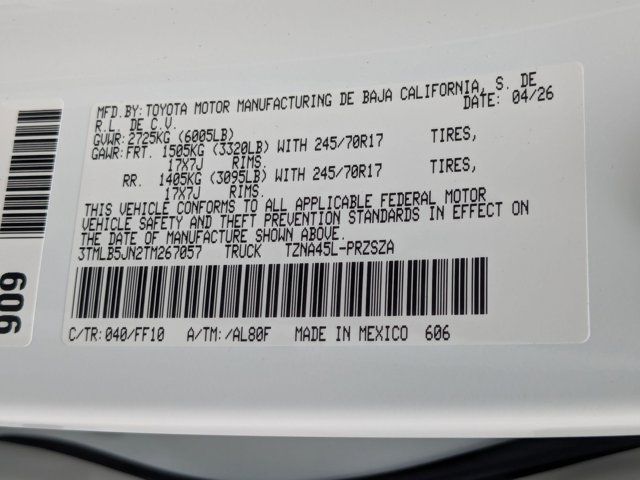 MFD.BY:TOYOTA MOTOR MANUFACTURING DE BAJA CALIFORNIA, S. DE
R.L. DE C.V. DATE: 04/26
GVWR:2725KG (6005LB)
GAWR:FRT. 1505KG (3320LB) WITH 245/70R17 TIRES,
17X7J RIMS.
RR. 1405KG (3095LB) WITH 245/70R17 TIRES,
17X7J RIMS.
THIS VEHICLE CONFORMS TO ALL APPLICABLE FEDERAL MOTOR
VEHICLE SAFETY AND THEFT PREVENTION STANDARDS IN EFFECT ON
THE DATE OF MANUFACTURE SHOWN ABOVE.
3TMLB5JN2TM267057 TRUCK TZNA45L-PRZSZA
C/TR:040/FF10 A/TM:/AL80F MADE IN MEXICO 606
909